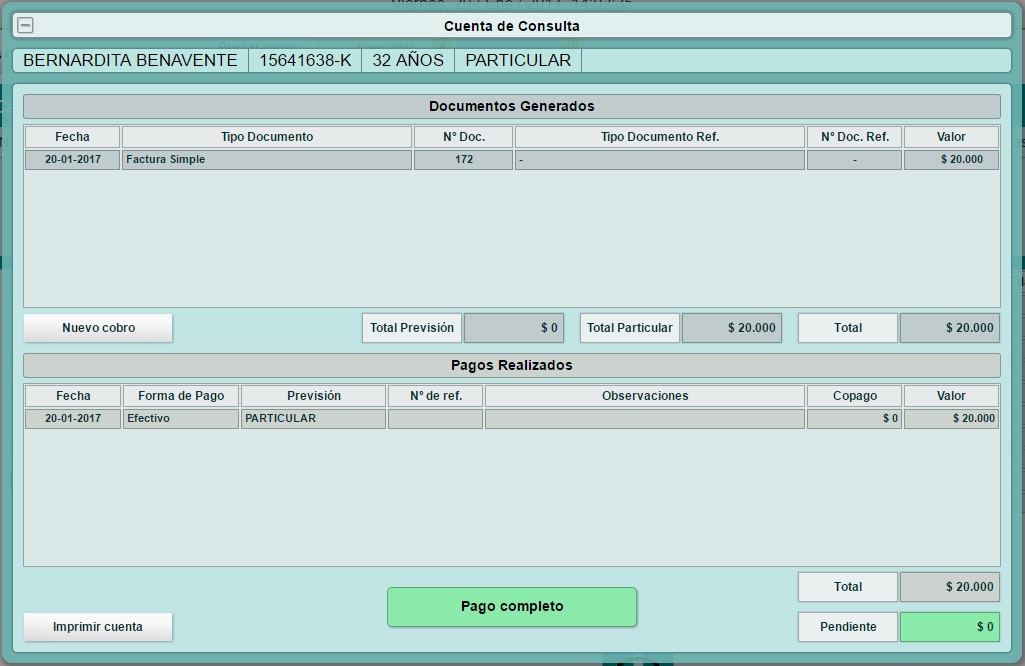 Cuenta de Consulta
BERNARDITA BENAVENTE 15641638-K 32 AÑOS PARTICULAR
Documentos Generados
Fecha Tipo Documento Nº Doc. Tipo Documento Ref. Nº Doc. Ref. Valor
20-01-2017 Factura Simple 172 - - $ 20.000
Nuevo cobro Total Previsión $ 0 Total Particular $ 20.000 Total $ 20.000
Pagos Realizados
Fecha Forma de Pago Previsión Nº de ref. Observaciones Copago Valor
20-01-2017 Efectivo PARTICULAR $ 0 $ 20.000
Total $ 20.000
Pago completo
Imprimir cuenta Pendiente $ 0